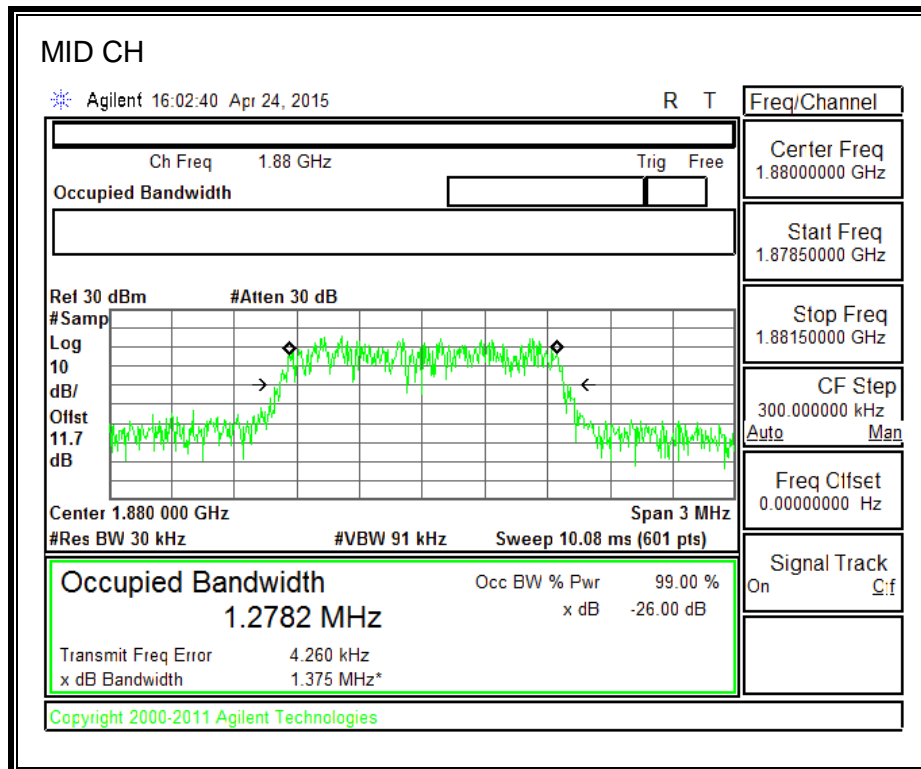 MID CH
Agilent 16:02:40 Apr 24, 2015 R T
Freq/Channel
Ch Freq 1.88 GHz Trig Free
Occupied Bandwidth
Center Freq
1.88000000 GHz
Start Freq
1.87850000 GHz
Stop Freq
1.88150000 GHz
CF Step
300.000000 kHz
Auto Man
Freq Offset
0.00000000 Hz
Signal Track
On Off
Ref 30 dBm #Atten 30 dB
#Samp
Log
10
dB/
Offst
11.7
dB
Center 1.880 000 GHz Span 3 MHz
#Res BW 30 kHz #VBW 91 kHz Sweep 10.08 ms (601 pts)
Occupied Bandwidth
1.2782 MHz
Occ BW % Pwr 99.00 %
x dB -26.00 dB
Transmit Freq Error 4.260 kHz
x dB Bandwidth 1.375 MHz*
Copyright 2000-2011 Agilent Technologies